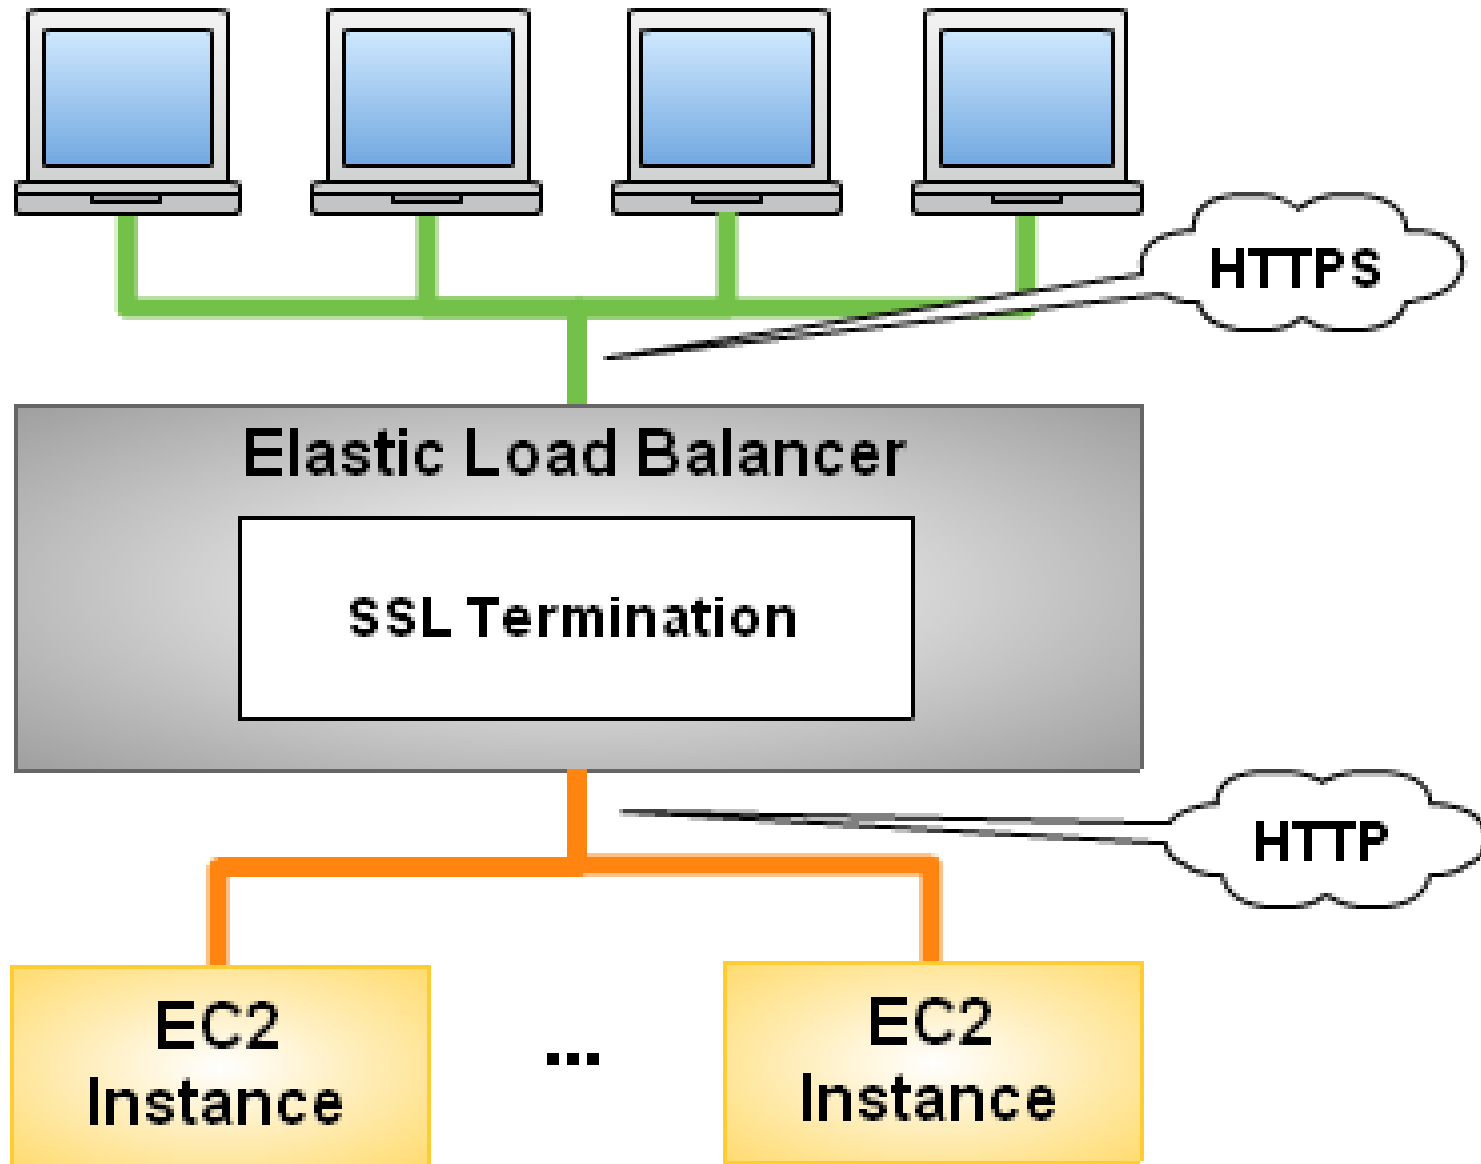 HTTPS
Elastic Load Balancer
SSL Termination
HTTP
EC2
Instance
...
EC2
Instance